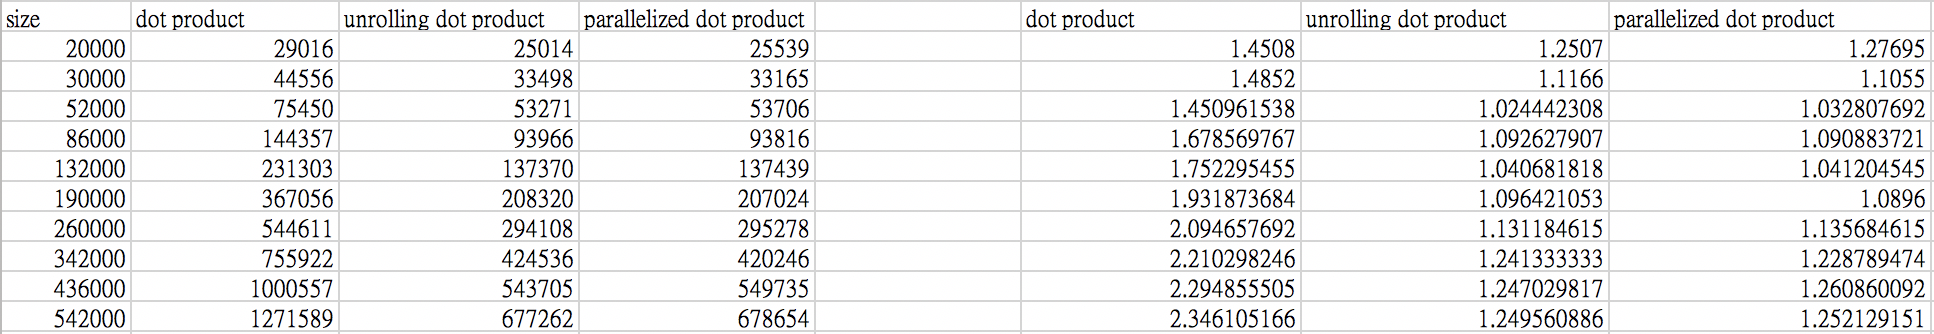 size dot product unrolling dot product parallelized dot product dot product unrolling dot product parallelized dot product
20000 29016 25014 25539 1.4508 1.2507 1.27695
30000 44556 33498 33165 1.4852 1.1166 1.1055
52000 75450 53271 53706 1.450961538 1.024442308 1.032807692
86000 144357 93966 93816 1.678569767 1.092627907 1.090883721
132000 231303 137370 137439 1.752295455 1.040681818 1.041204545
190000 367056 208320 207024 1.931873684 1.096421053 1.0896
260000 544611 294108 295278 2.094657692 1.131184615 1.135684615
342000 755922 424536 420246 2.210298246 1.241333333 1.228789474
436000 1000557 543705 549735 2.294855505 1.247029817 1.260860092
542000 1271589 677262 678654 2.346105166 1.249560886 1.252129151